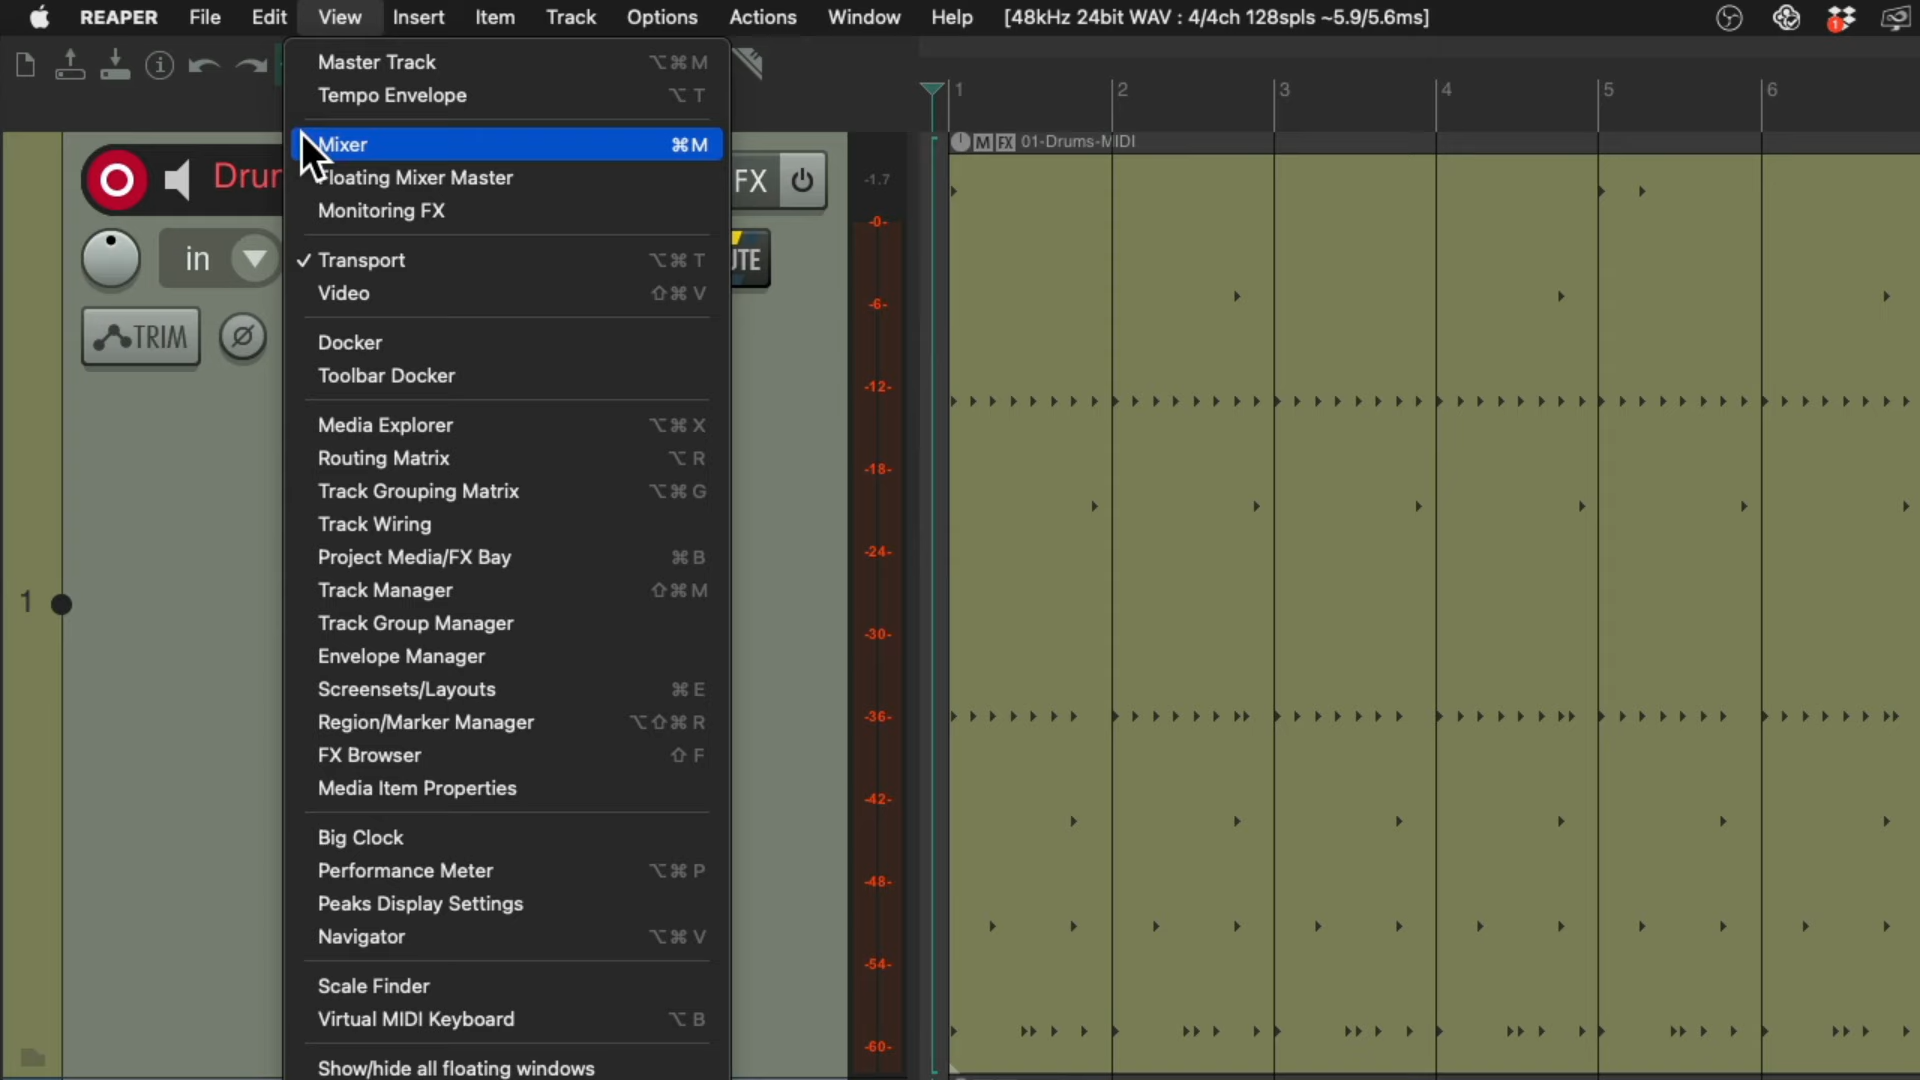 REAPER File Edit View Insert Item Track Options Actions Window Help [48kHz 24bit WAV : 4/4ch 128spls ~5.9/5.6ms]
Master Track ⌥⌘M
Tempo Envelope ⌥T
Mixer ⌘M
Floating Mixer Master
Monitoring FX
✓ Transport ⌥⌘T
Video ⇧⌘V
Docker
Toolbar Docker
Media Explorer ⌥⌘X
Routing Matrix ⌥R
Track Grouping Matrix ⌥⌘G
Track Wiring
Project Media/FX Bay ⌘B
Track Manager ⇧⌘M
Track Group Manager
Envelope Manager
Screensets/Layouts ⌘E
Region/Marker Manager ⌥⇧⌘R
FX Browser ⇧F
Media Item Properties
Big Clock
Performance Meter ⌥⌘P
Peaks Display Settings
Navigator ⌥⌘V
Scale Finder
Virtual MIDI Keyboard ⌥B
Show/hide all floating windows
Drum
in
TRIM
1
FX
UTE
-1.7
-0-
-6-
-12-
-18-
-24-
-30-
-36-
-42-
-48-
-54-
-60-
1 2 3 4 5 6
M FX 01-Drums-MIDI
1